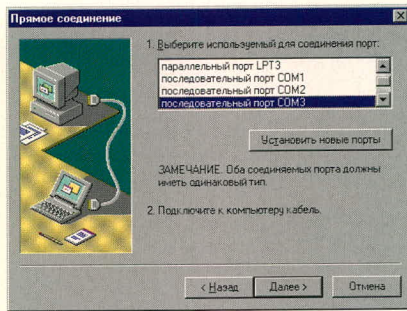 Прямое соединение
1. Выберите используемый для соединения порт:
параллельный порт LPT3
последовательный порт COM1
последовательный порт COM2
последовательный порт COM3
Установить новые порты
ЗАМЕЧАНИЕ. Оба соединяемых порта должны
иметь одинаковый тип.
2. Подключите к компьютеру кабель.
< Назад
Далее >
Отмена